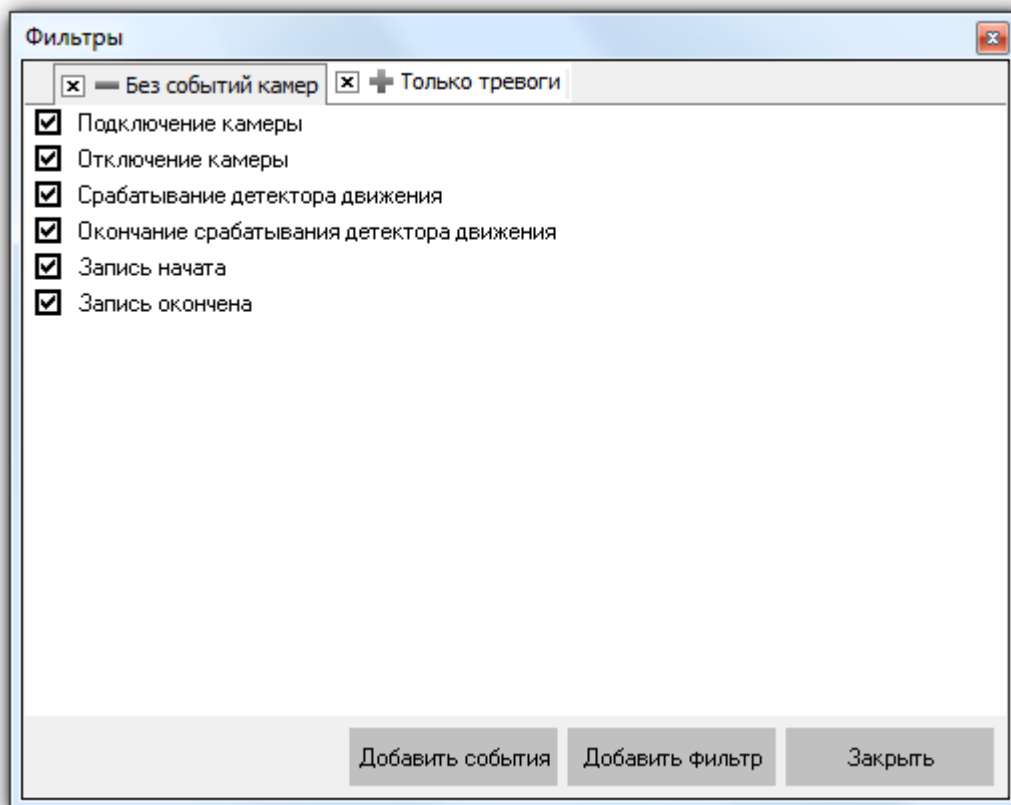 Фильтры
Без событий камер Только тревоги
Подключение камеры
Отключение камеры
Срабатывание детектора движения
Окончание срабатывания детектора движения
Запись начата
Запись окончена
Добавить события Добавить фильтр Закрыть